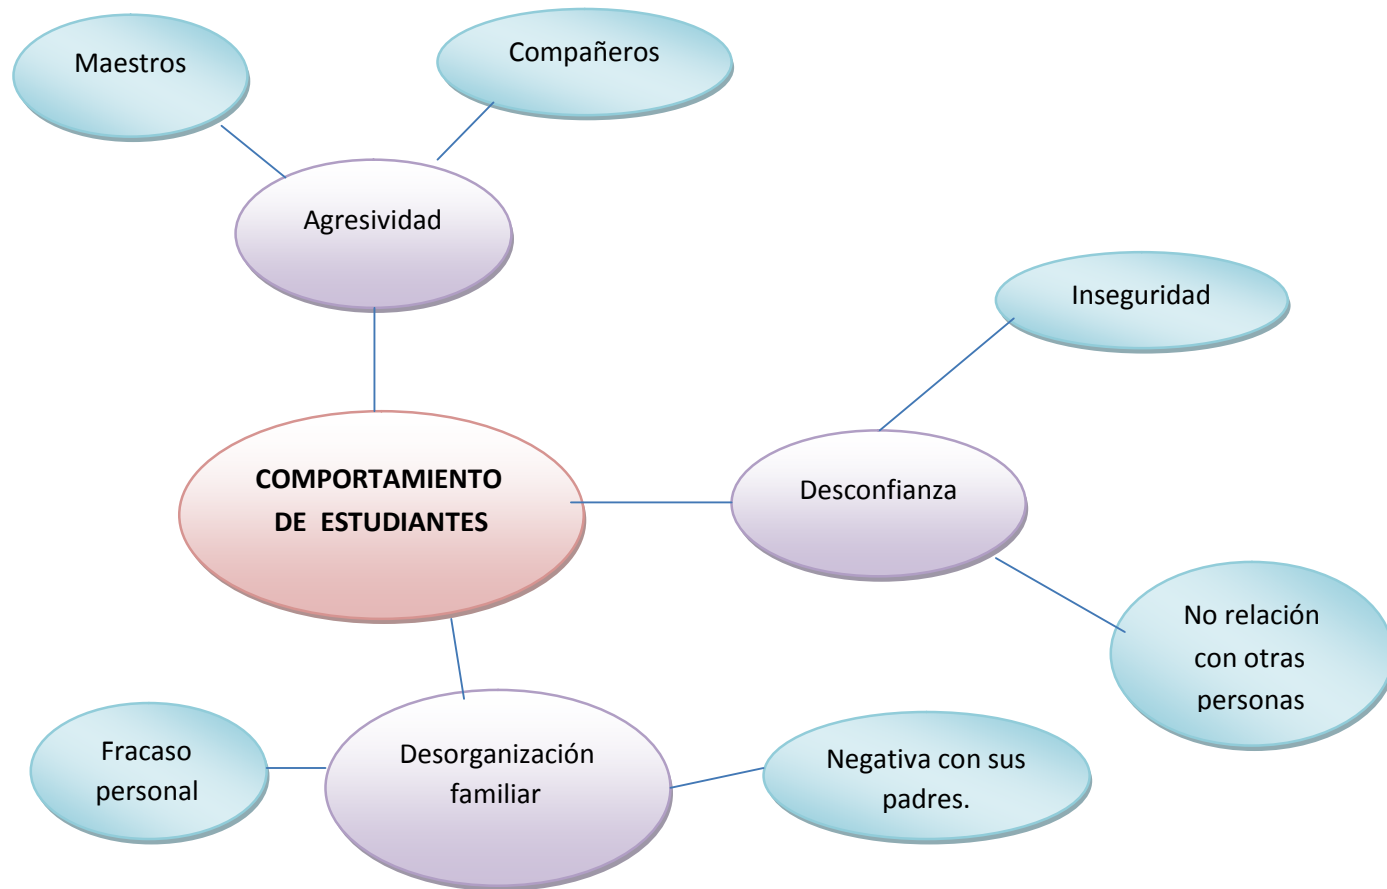 Maestros
Compañeros
Agresividad
Inseguridad
COMPORTAMIENTO
DE ESTUDIANTES
Desconfianza
No relación
con otras
personas
Fracaso
personal
Desorganización
familiar
Negativa con sus
padres.